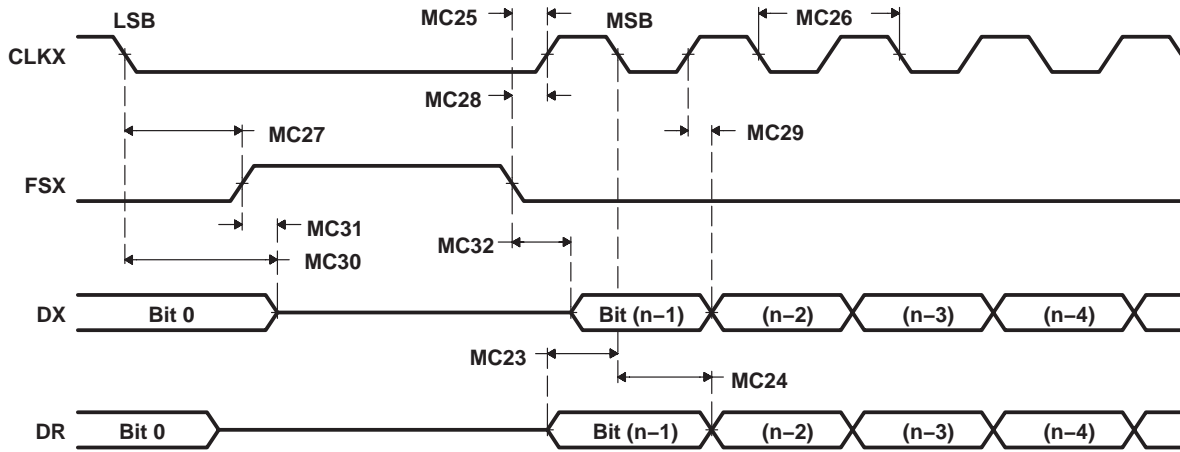 LSB MC25 MSB MC26
CLKX
MC28
MC27 MC29
FSX
MC31
MC32
MC30
DX Bit 0 Bit (n−1) (n−2) (n−3) (n−4)
MC23
MC24
DR Bit 0 Bit (n−1) (n−2) (n−3) (n−4)